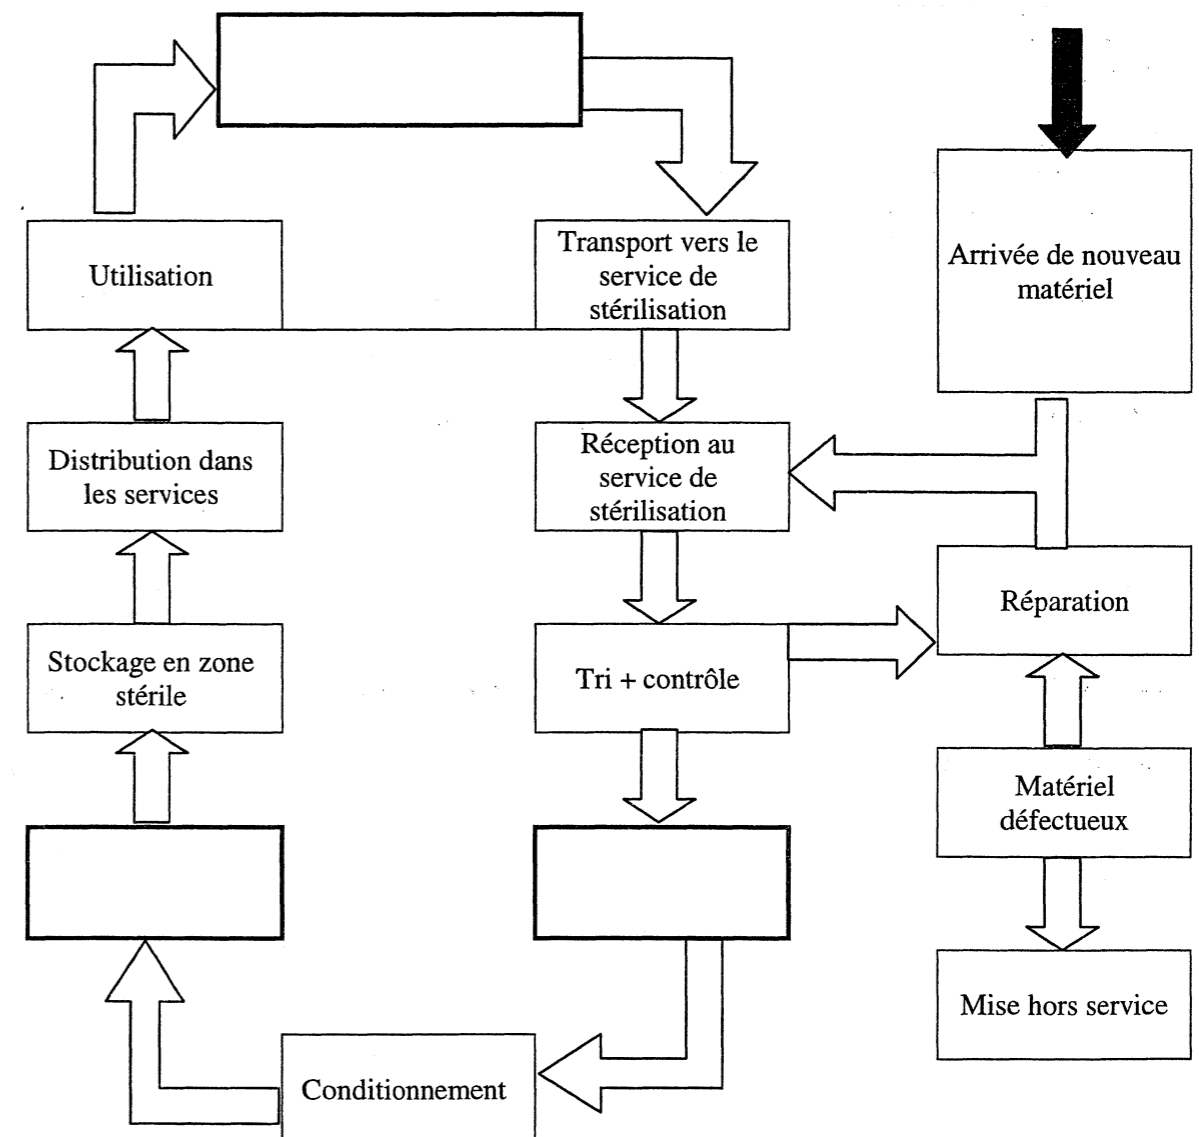 Utilisation
Transport vers le
service de
stérilisation
Arrivée de nouveau
matériel
Distribution dans
les services
Réception au
service de
stérilisation
Réparation
Stockage en zone
stérile
Tri + contrôle
Matériel
défectueux
Mise hors service
Conditionnement